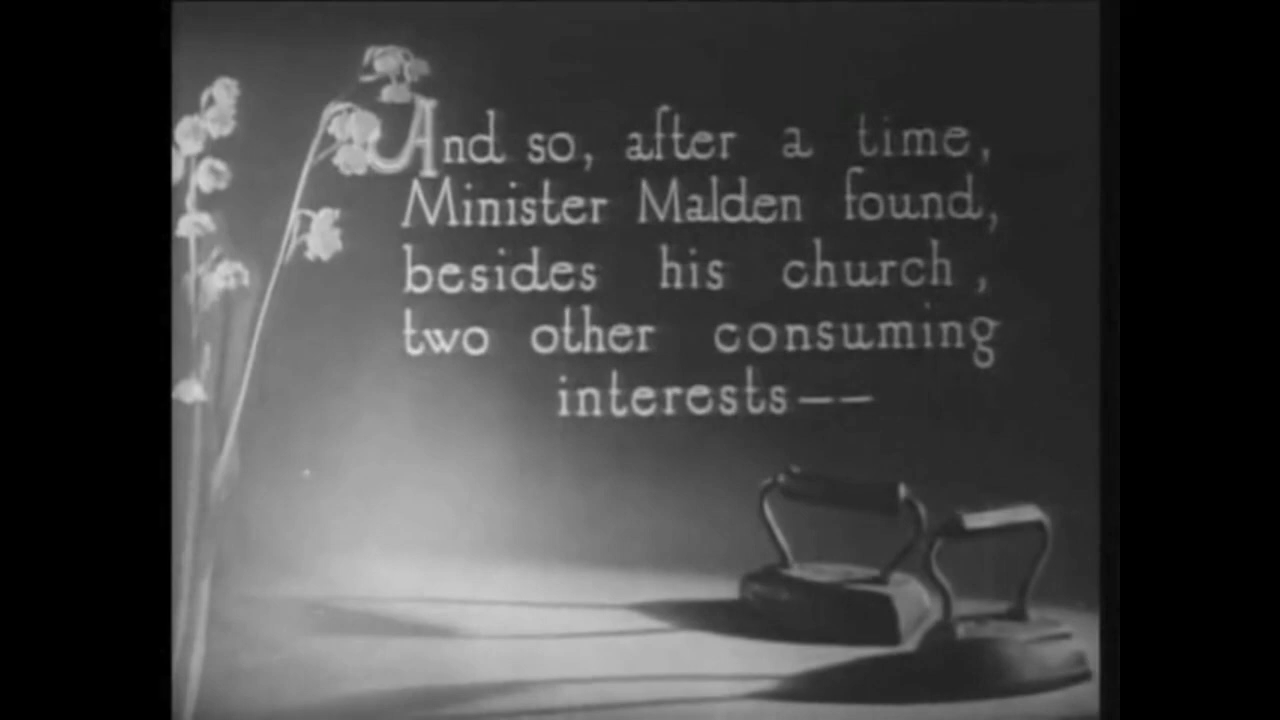 And so, after a time,
Minister Malden found,
besides his church,
two other consuming
interests——